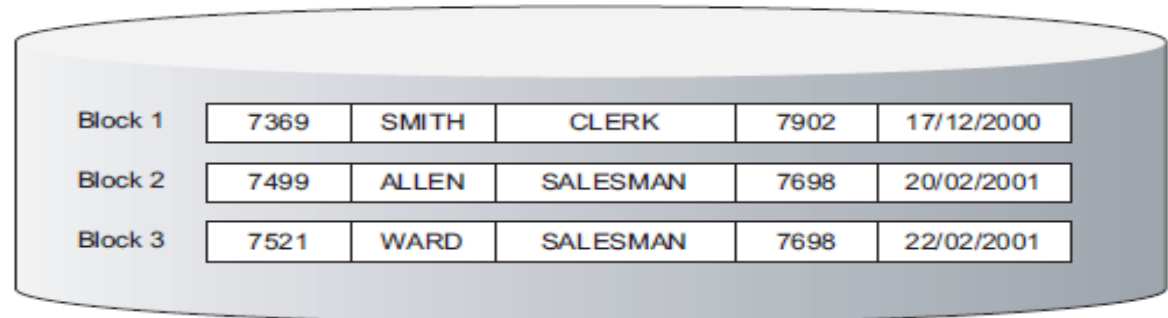 Block 1 7369 SMITH CLERK 7902 17/12/2000
Block 2 7499 ALLEN SALESMAN 7698 20/02/2001
Block 3 7521 WARD SALESMAN 7698 22/02/2001